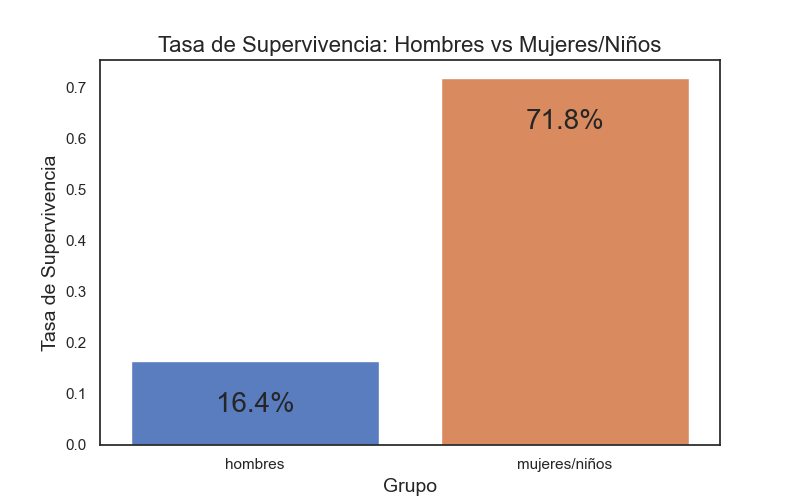 Tasa de Supervivencia: Hombres vs Mujeres/Niños
Tasa de Supervivencia
0.7
0.6
0.5
0.4
0.3
0.2
0.1
0.0
71.8%
16.4%
hombres
mujeres/niños
Grupo